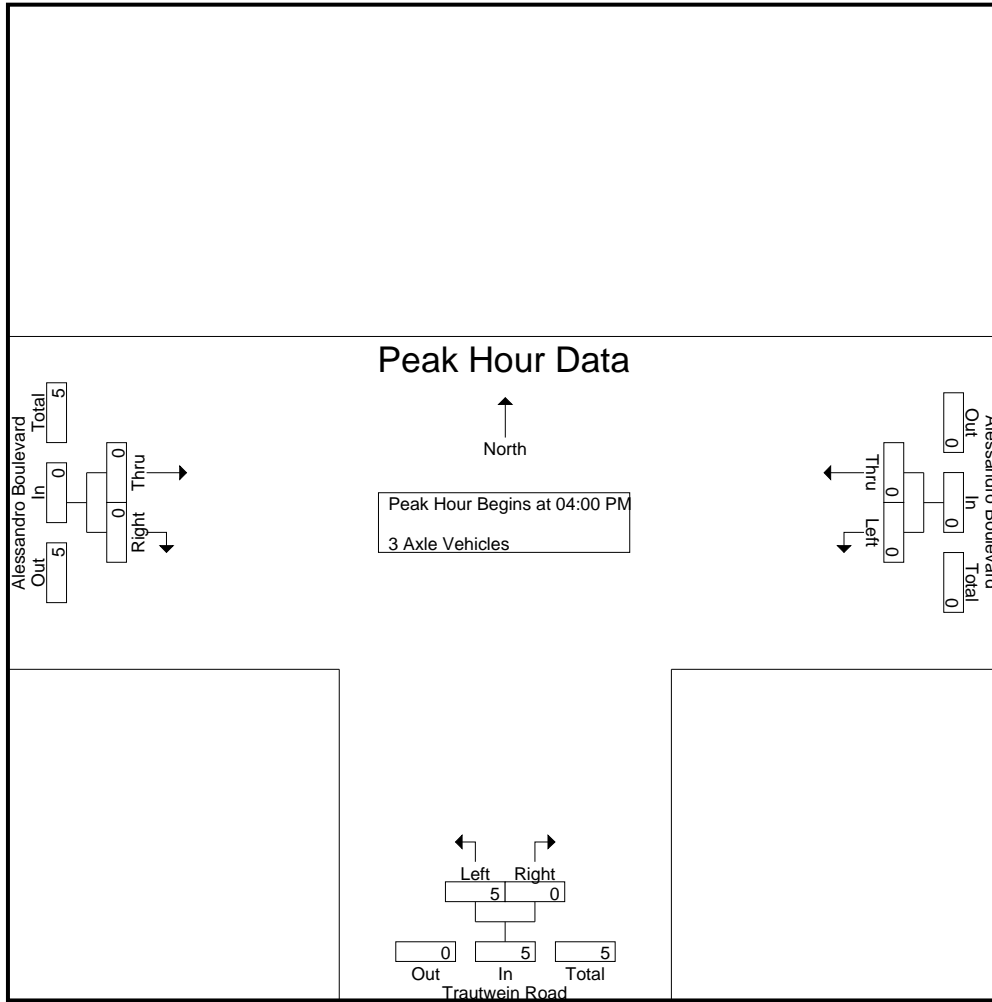 Peak Hour Data
North
Peak Hour Begins at 04:00 PM
3 Axle Vehicles
Alessandro Boulevard
Total
5
In
0
Out
5
Thru
0
Right
0
Alessandro Boulevard
Out
0
In
0
Total
0
Thru
0
Left
0
Left Right
5 0
0 5 5
Out In Total
Trautwein Road